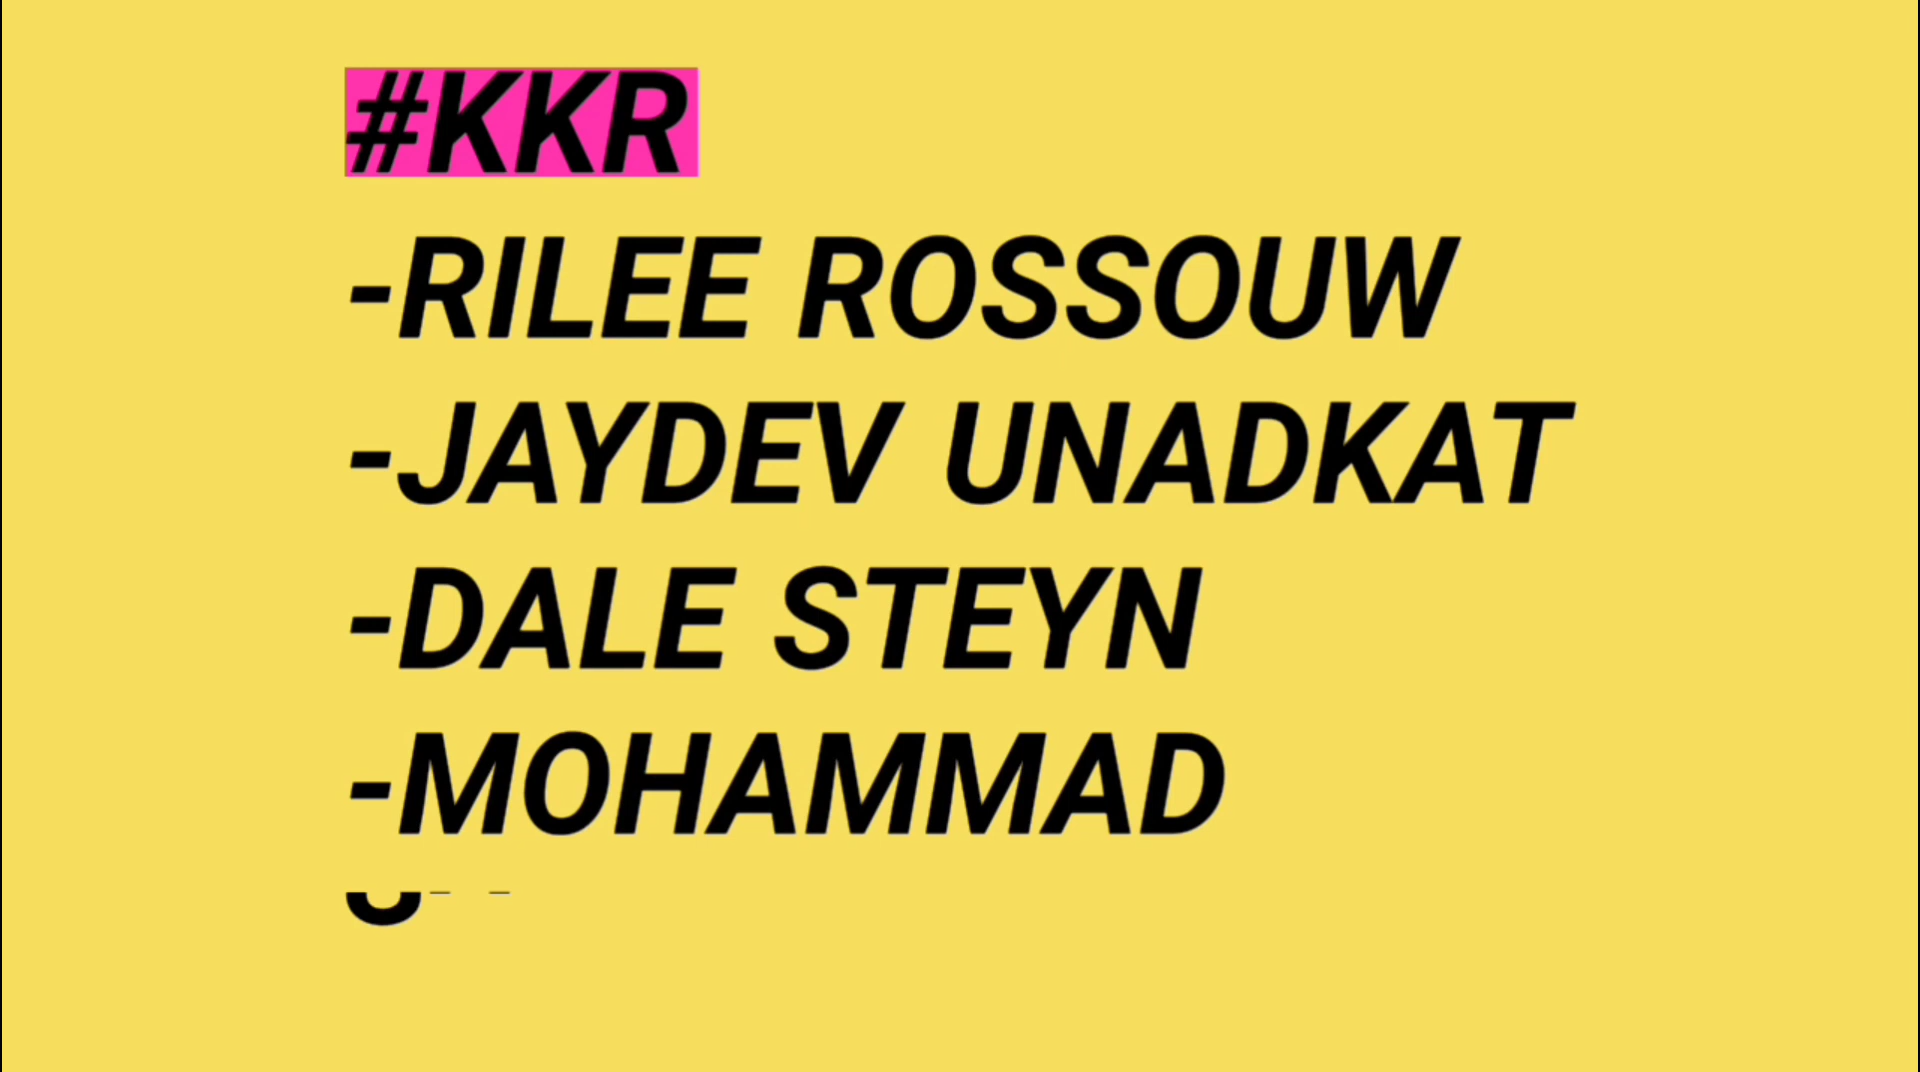 #KKR
-RILEE ROSSOUW
-JAYDEV UNADKAT
-DALE STEYN
-MOHAMMAD